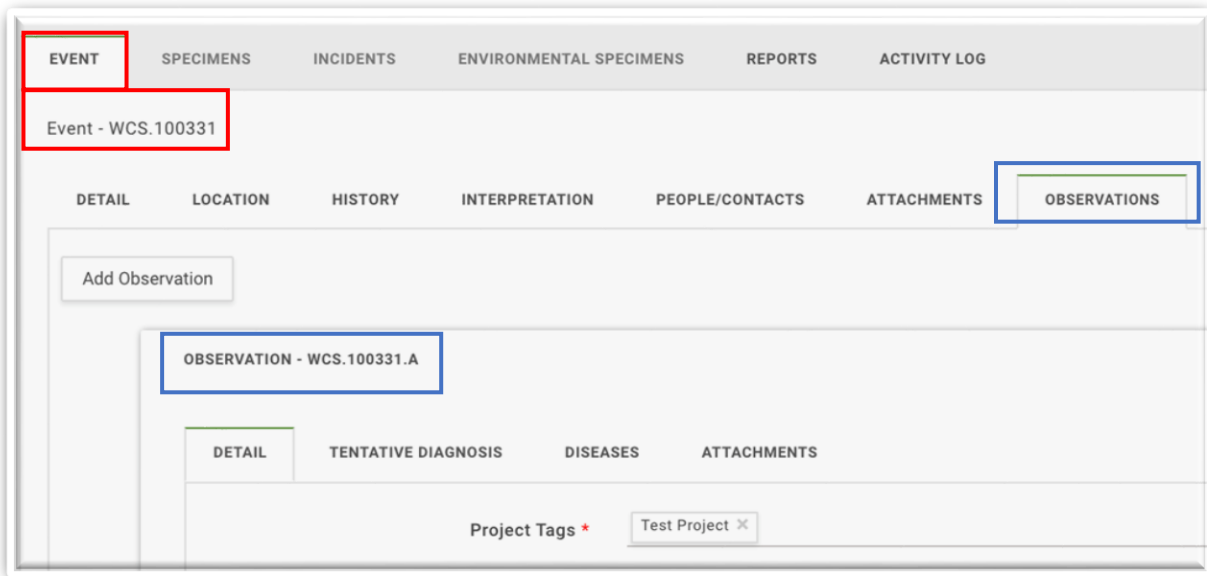 EVENT SPECIMENS INCIDENTS ENVIRONMENTAL SPECIMENS REPORTS ACTIVITY LOG
Event - WCS.100331
DETAIL LOCATION HISTORY INTERPRETATION PEOPLE/CONTACTS ATTACHMENTS OBSERVATIONS
Add Observation
OBSERVATION - WCS.100331.A
DETAIL TENTATIVE DIAGNOSIS DISEASES ATTACHMENTS
Project Tags * Test Project ×